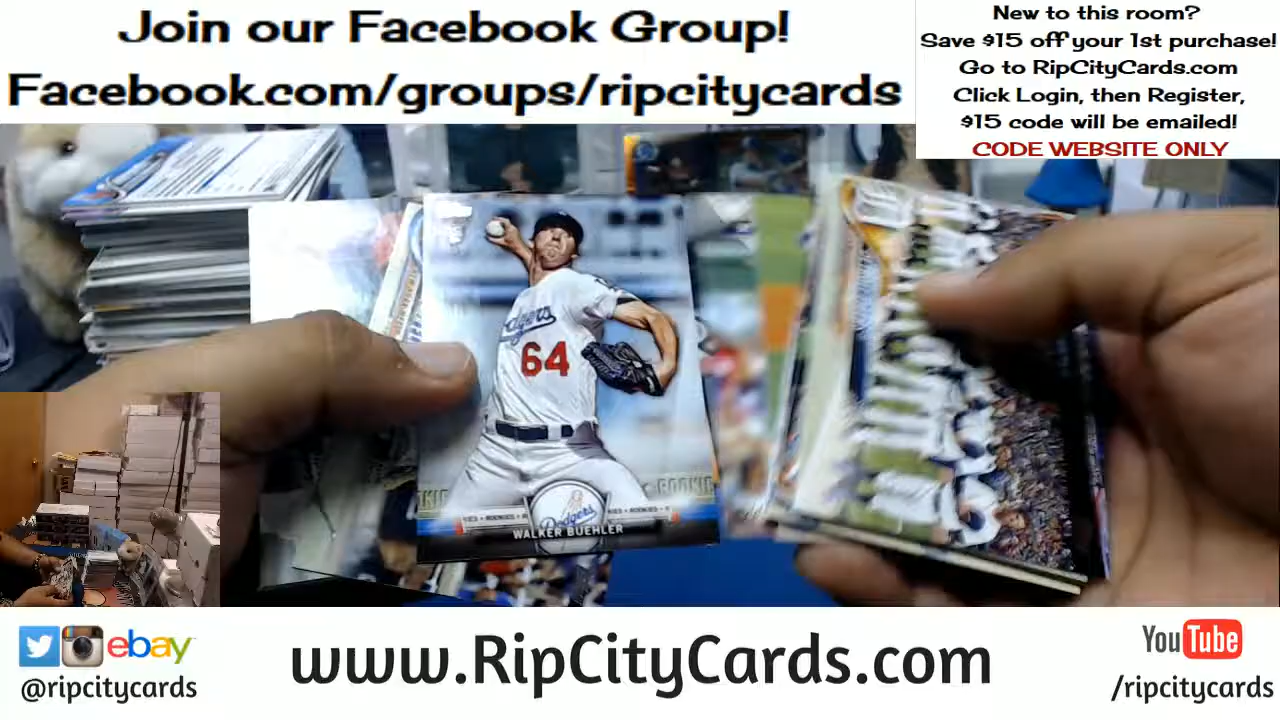 Join our Facebook Group!
Facebook.com/groups/ripcitycards
New to this room?
Save $15 off your 1st purchase!
Go to RipCityCards.com
Click Login, then Register,
$15 code will be emailed!
CODE WEBSITE ONLY
Dodgers
64
ROOKIE
Dodgers
WALKER BUEHLER
ebay
@ripcitycards
www.RipCityCards.com
YouTube
/ripcitycards